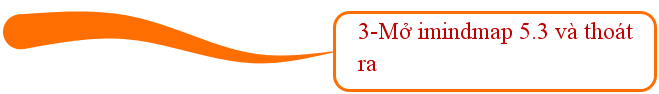 3-Mở imindmap 5.3 và thoát
ra